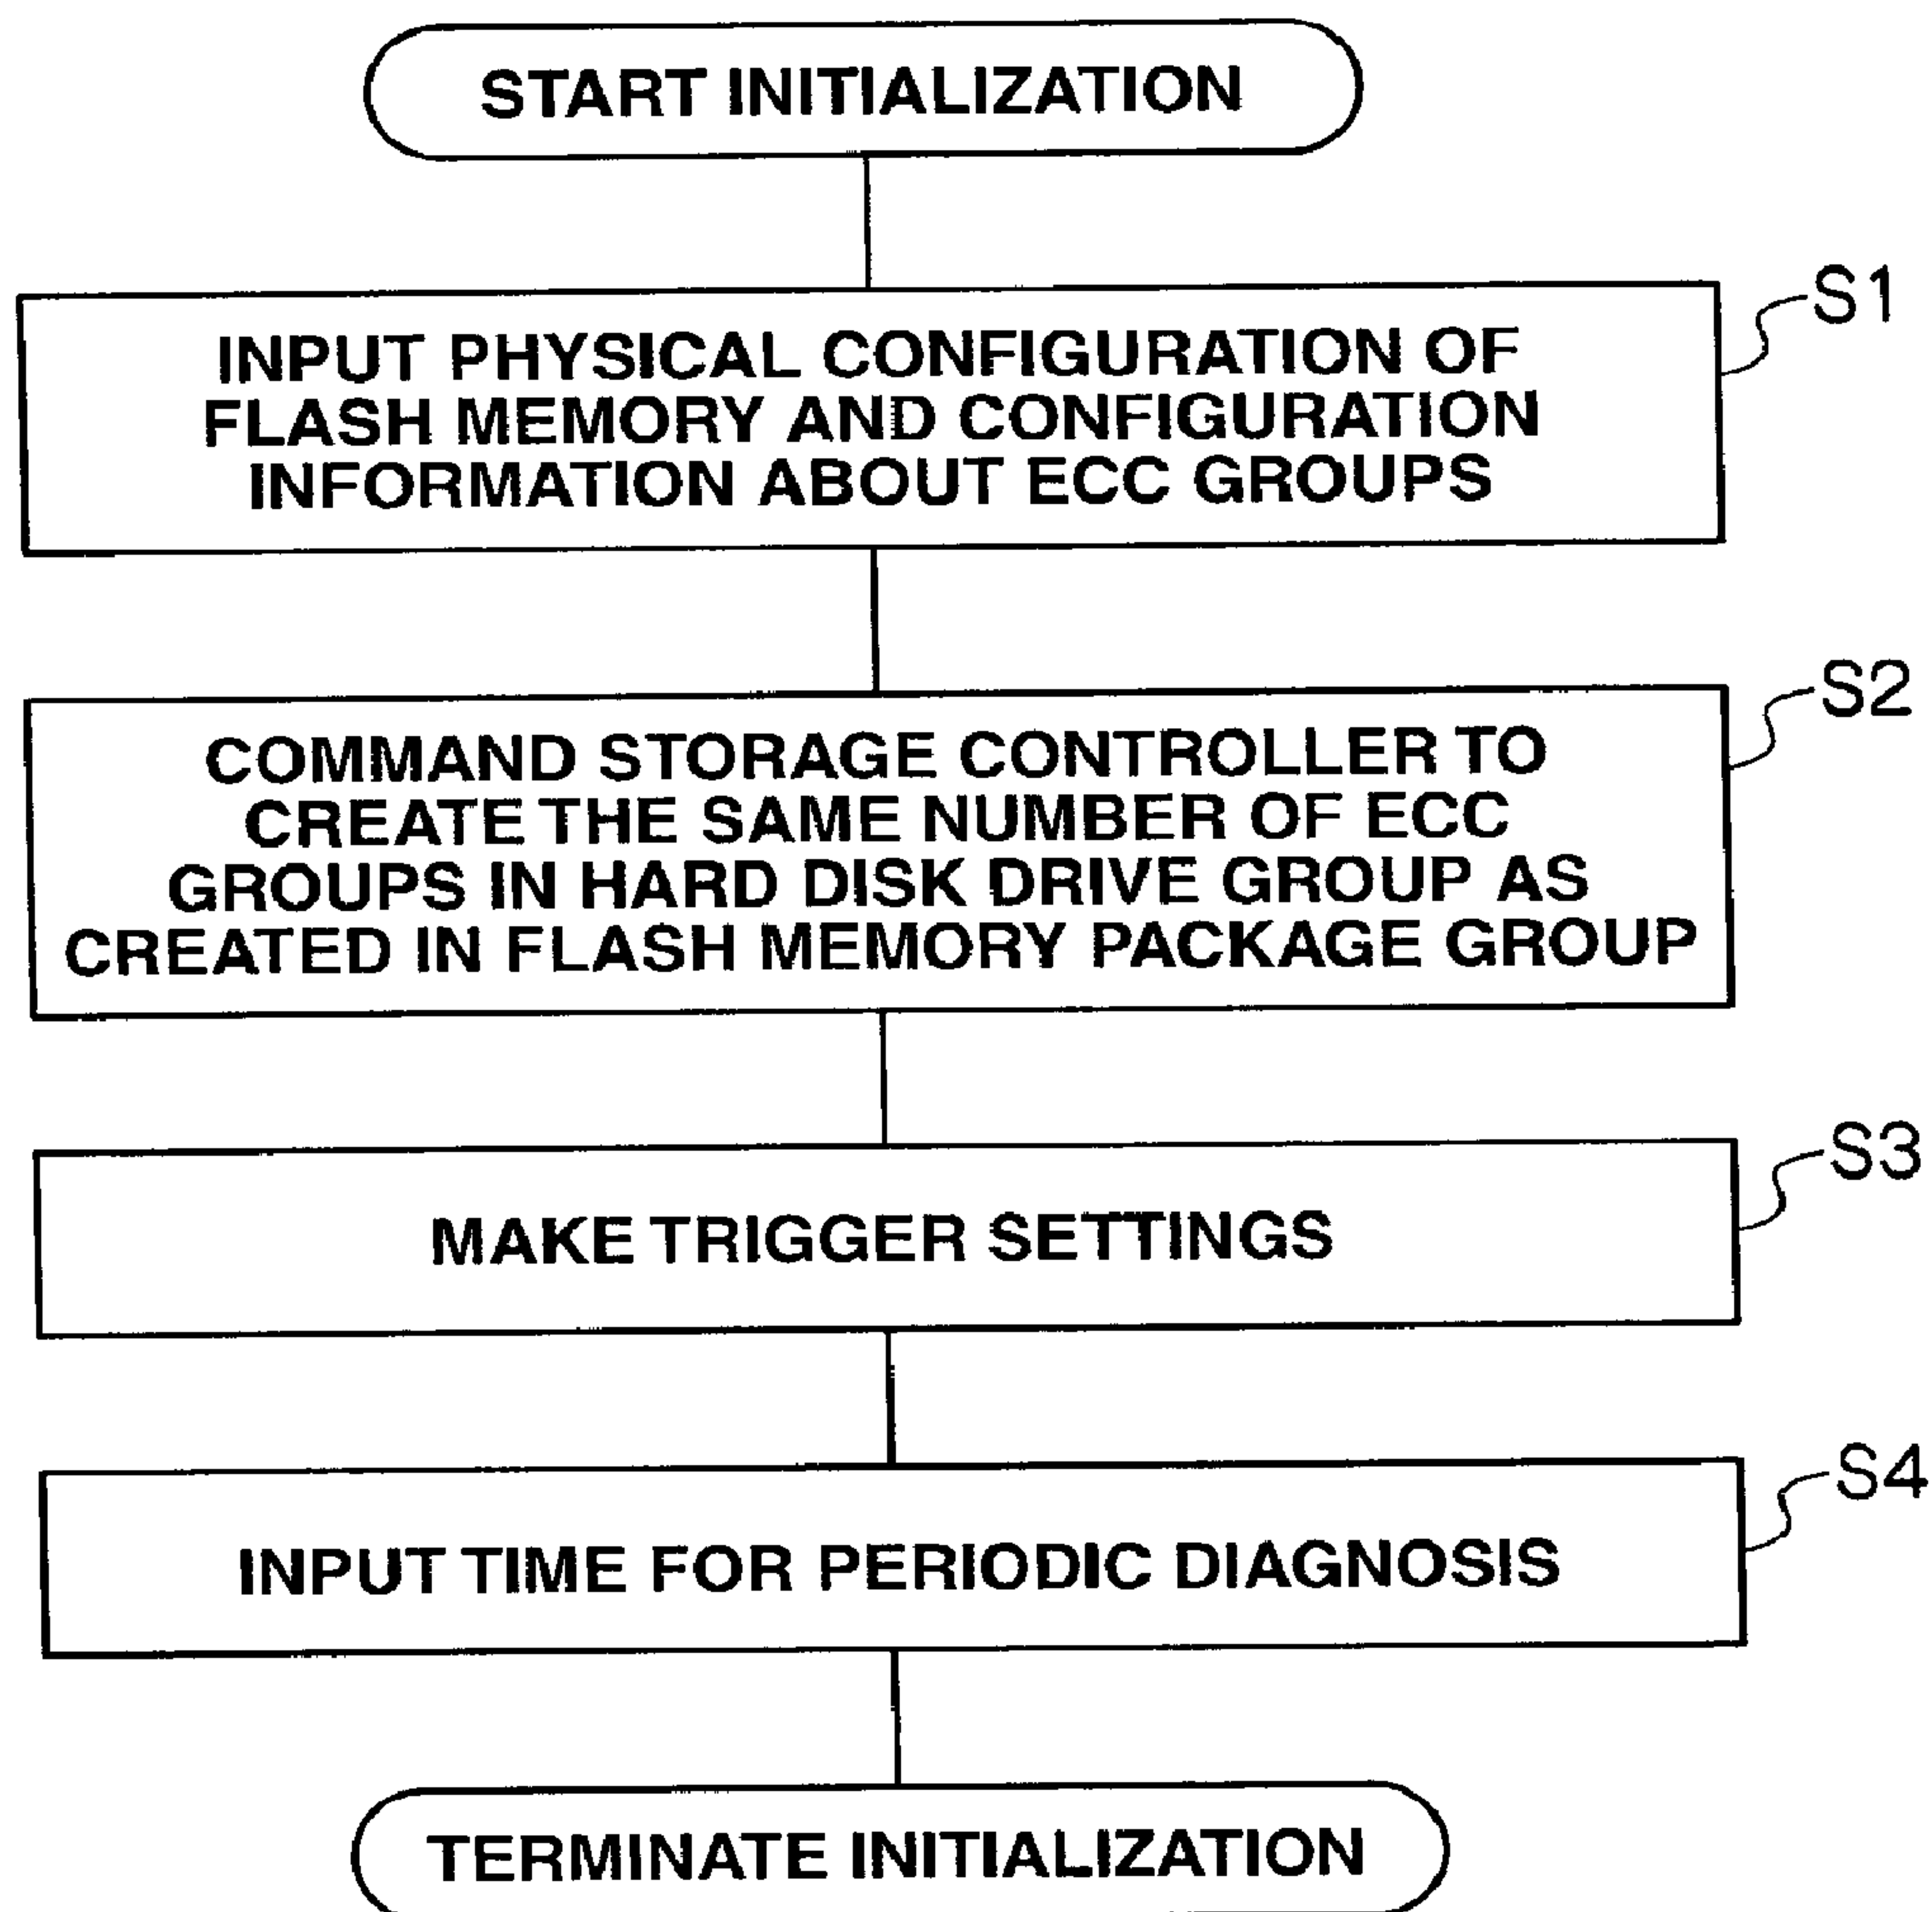 START INITIALIZATION
S1
INPUT PHYSICAL CONFIGURATION OF
FLASH MEMORY AND CONFIGURATION
INFORMATION ABOUT ECC GROUPS
S2
COMMAND STORAGE CONTROLLER TO
CREATE THE SAME NUMBER OF ECC
GROUPS IN HARD DISK DRIVE GROUP AS
CREATED IN FLASH MEMORY PACKAGE GROUP
S3
MAKE TRIGGER SETTINGS
S4
INPUT TIME FOR PERIODIC DIAGNOSIS
TERMINATE INITIALIZATION